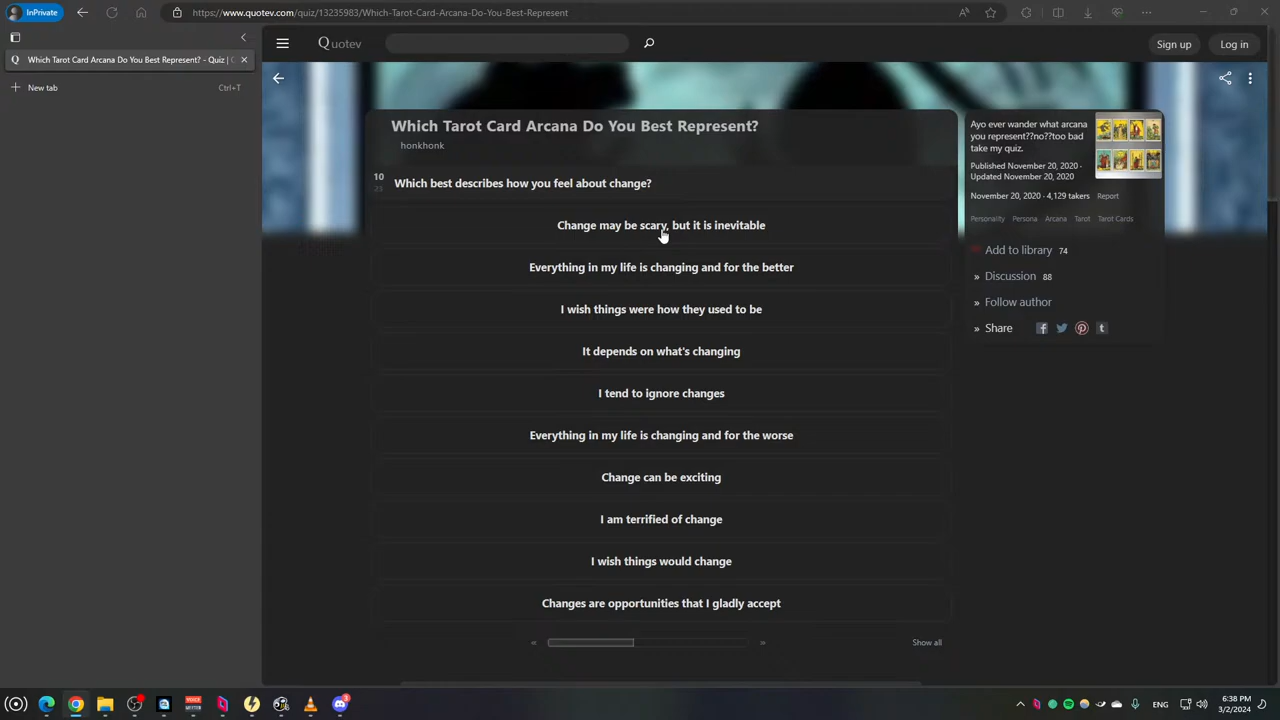 InPrivate
https://www.quotev.com/quiz/13235983/Which-Tarot-Card-Arcana-Do-You-Best-Represent
Which Tarot Card Arcana Do You Best Represent? - Quiz |
New tab
Ctrl+T
Quotev
Sign up
Log in
Which Tarot Card Arcana Do You Best Represent?
honkhonk
10
Which best describes how you feel about change?
Change may be scary, but it is inevitable
Everything in my life is changing and for the better
I wish things were how they used to be
It depends on what's changing
I tend to ignore changes
Everything in my life is changing and for the worse
Change can be exciting
I am terrified of change
I wish things would change
Changes are opportunities that I gladly accept
«
»
Show all
Ayo ever wander what arcana
you represent??no??too bad
take my quiz.
Published November 20, 2020 ·
Updated November 20, 2020
November 20, 2020 · 4,129 takers
Report
Personality Persona Arcana Tarot Tarot Cards
Add to library 74
» Discussion 88
» Follow author
» Share
ENG
6:38 PM
3/2/2024